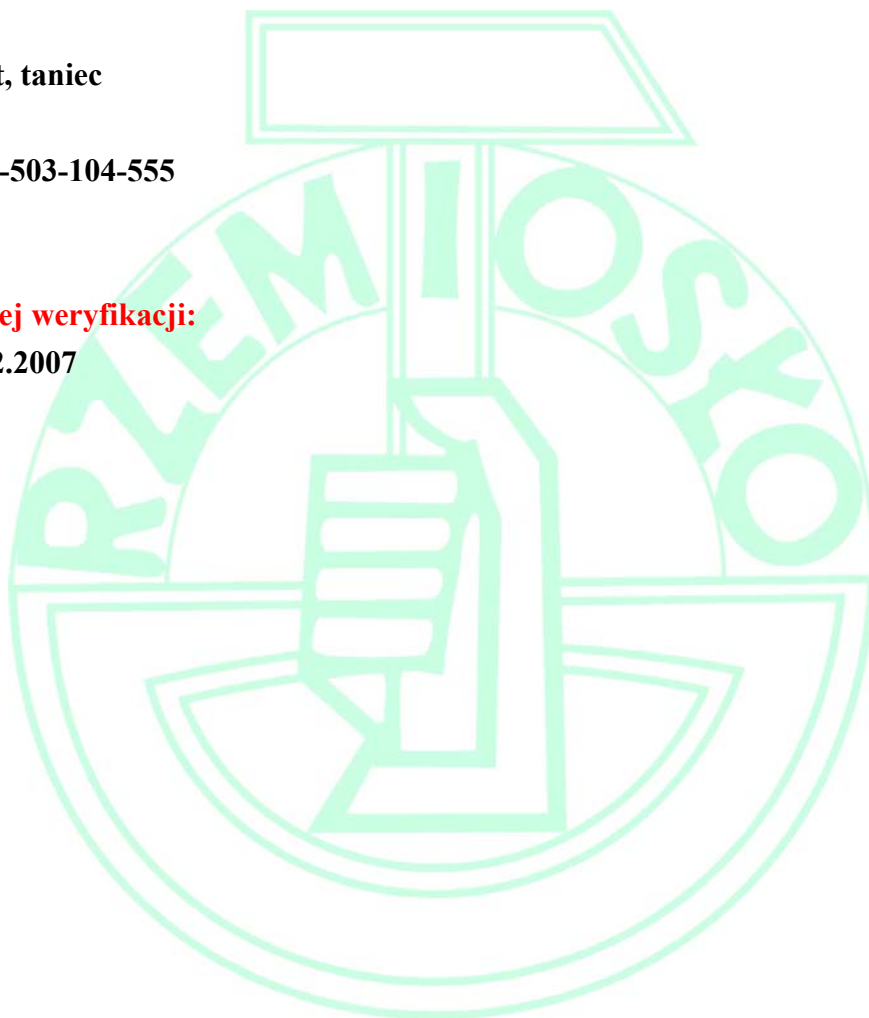 t, taniec
-503-104-555
ej weryfikacji:
2.2007
RZEMIOSŁO